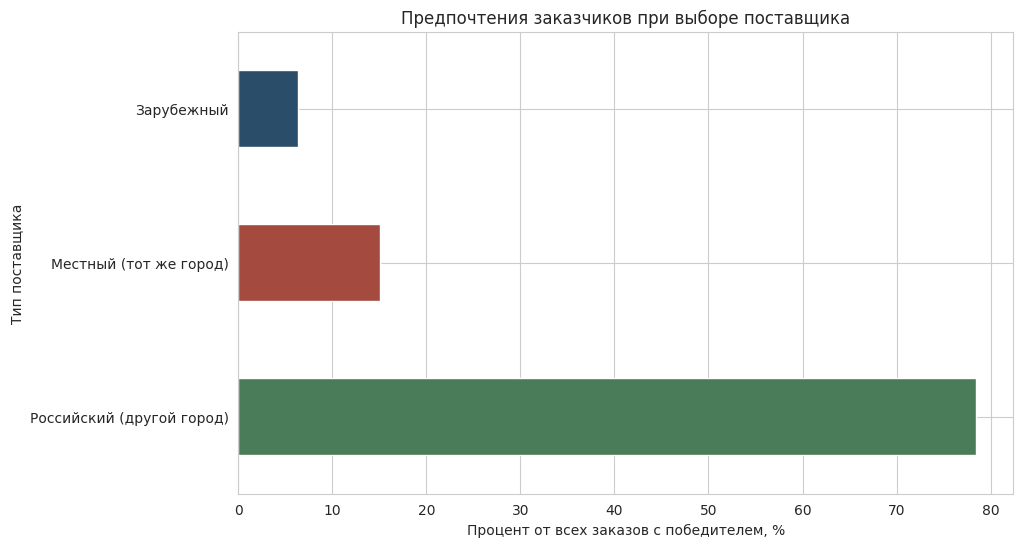 Предпочтения заказчиков при выборе поставщика
Тип поставщика
Зарубежный
Местный (тот же город)
Российский (другой город)
0 10 20 30 40 50 60 70 80
Процент от всех заказов с победителем, %